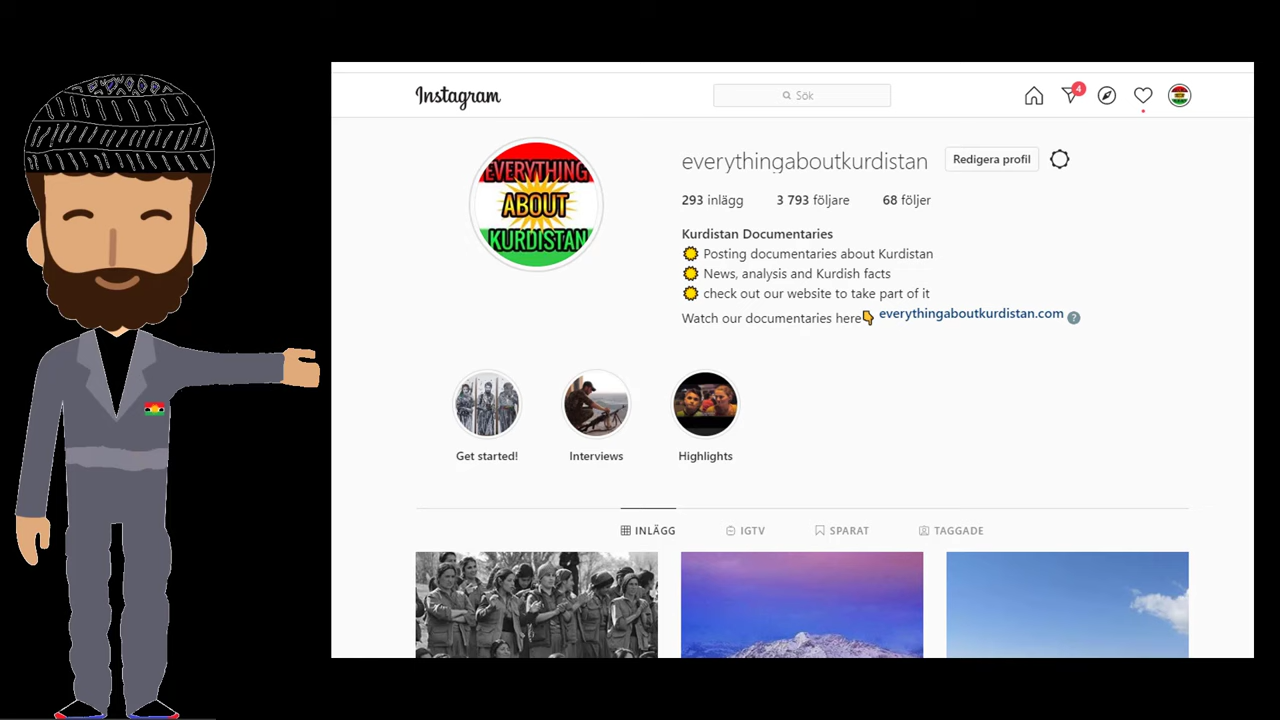 Instagram
Sök
4
EVERYTHING
ABOUT
KURDISTAN
everythingaboutkurdistan
Redigera profil
293 inlägg 3 793 följare 68 följer
Kurdistan Documentaries
Posting documentaries about Kurdistan
News, analysis and Kurdish facts
check out our website to take part of it
Watch our documentaries here everythingaboutkurdistan.com ?
Get started! Interviews Highlights
INLÄGG IGTV SPARAT TAGGADE